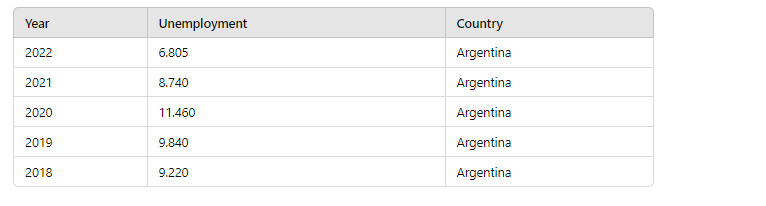 Year Unemployment Country
2022 6.805 Argentina
2021 8.740 Argentina
2020 11.460 Argentina
2019 9.840 Argentina
2018 9.220 Argentina